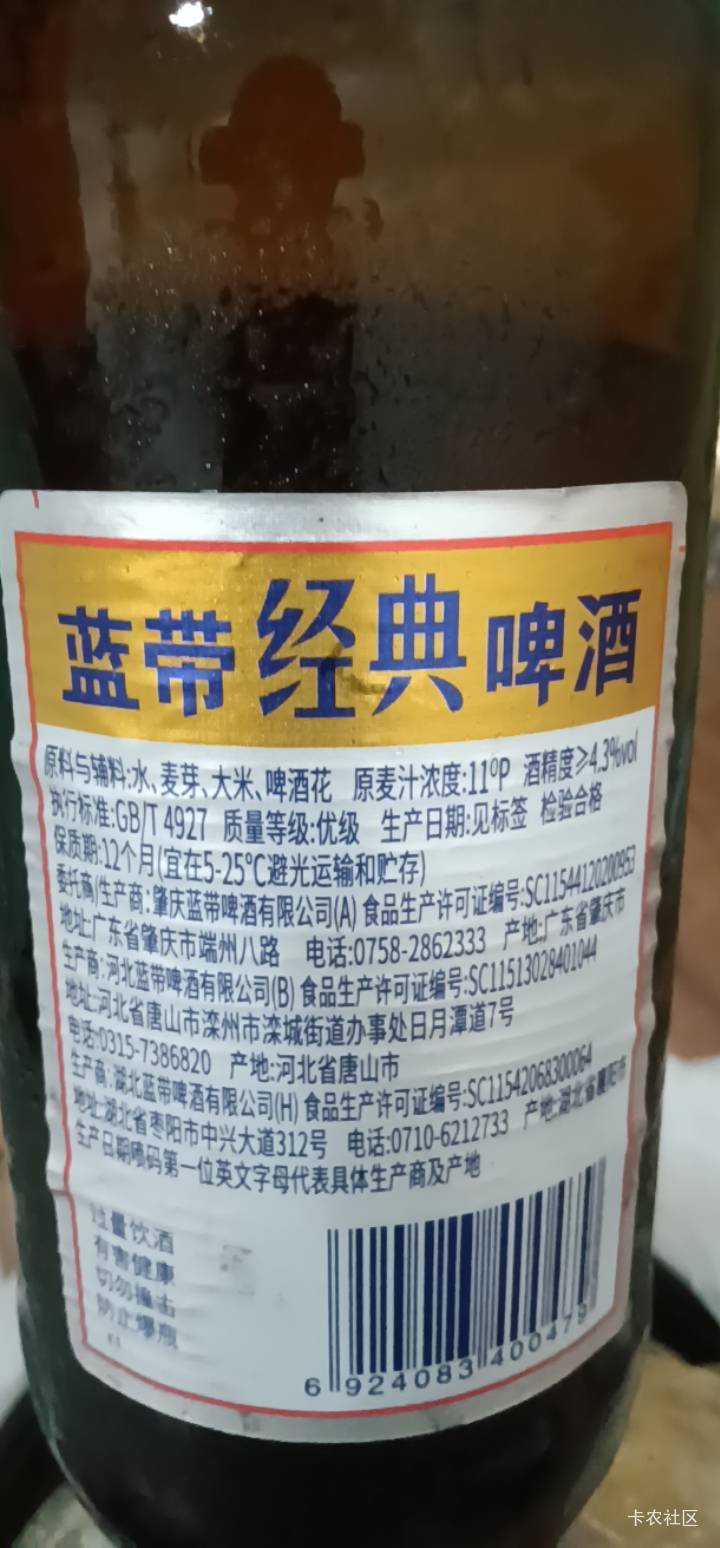 蓝带经典啤酒
原料与辅料:水、麦芽、大米、啤酒花 原麦汁浓度:11ºP 酒精度≥4.3%vol
执行标准:GB/T 4927 质量等级:优级 生产日期:见标签 检验合格
保质期:12个月(宜在5-25℃避光运输和贮存)
委托商/生产商:肇庆蓝带啤酒有限公司(A) 食品生产许可证编号:SC11544120200953
地址:广东省肇庆市端州八路 电话:0758-2862333 产地:广东省肇庆市
生产商:河北蓝带啤酒有限公司(B) 食品生产许可证编号:SC11513028401044
地址:河北省唐山市滦州市滦城街道办事处日月潭道7号
电话:0315-7386820 产地:河北省唐山市
生产商:湖北蓝带啤酒有限公司(H) 食品生产许可证编号:SC11542068300064
地址:湖北省枣阳市中兴大道312号 电话:0710-6212733 产地:湖北省襄阳市
生产日期喷码第一位英文字母代表具体生产商及产地
过量饮酒
有害健康
切勿撞击
防止爆瓶
6 924083 400479
卡农社区